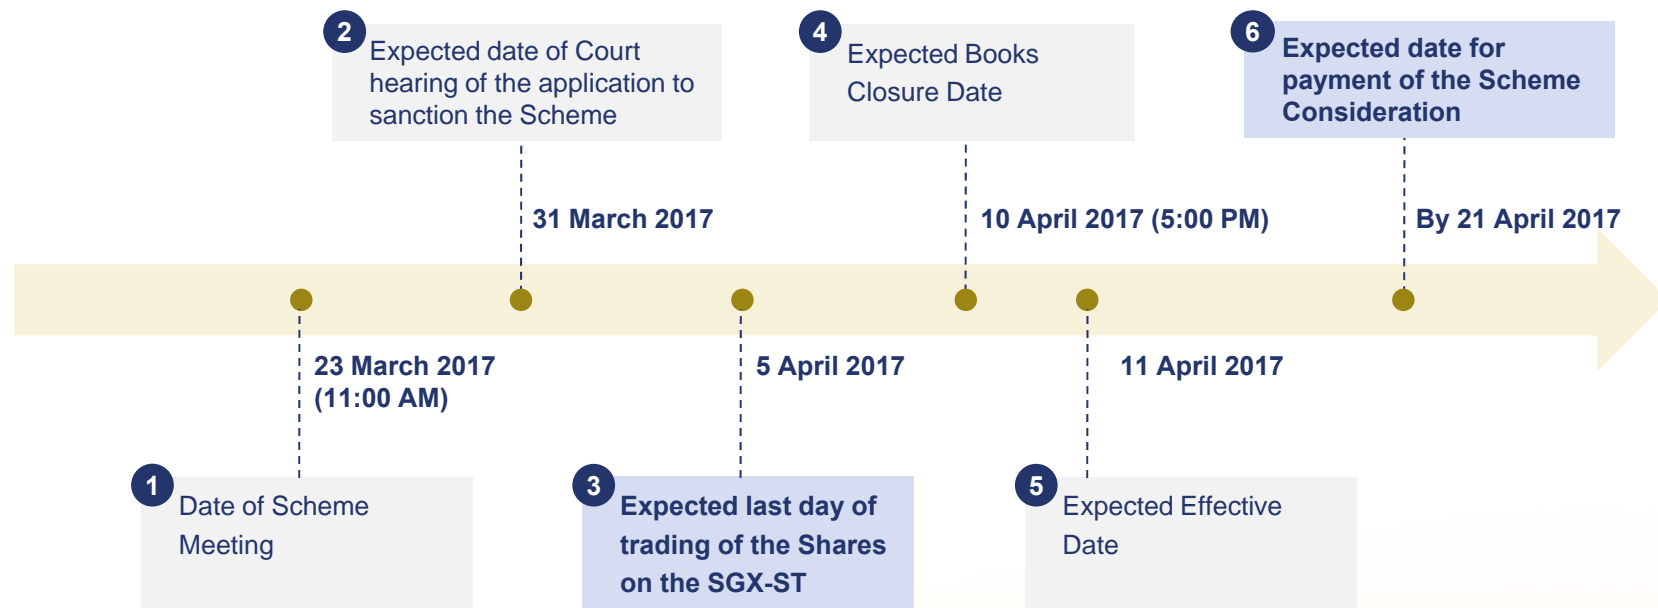 2
Expected date of Court
hearing of the application to
sanction the Scheme
4
Expected Books
Closure Date
6
Expected date for
payment of the Scheme
Consideration
31 March 2017
10 April 2017 (5:00 PM)
By 21 April 2017
23 March 2017
(11:00 AM)
5 April 2017
11 April 2017
1
Date of Scheme
Meeting
3
Expected last day of
trading of the Shares
on the SGX-ST
5
Expected Effective
Date